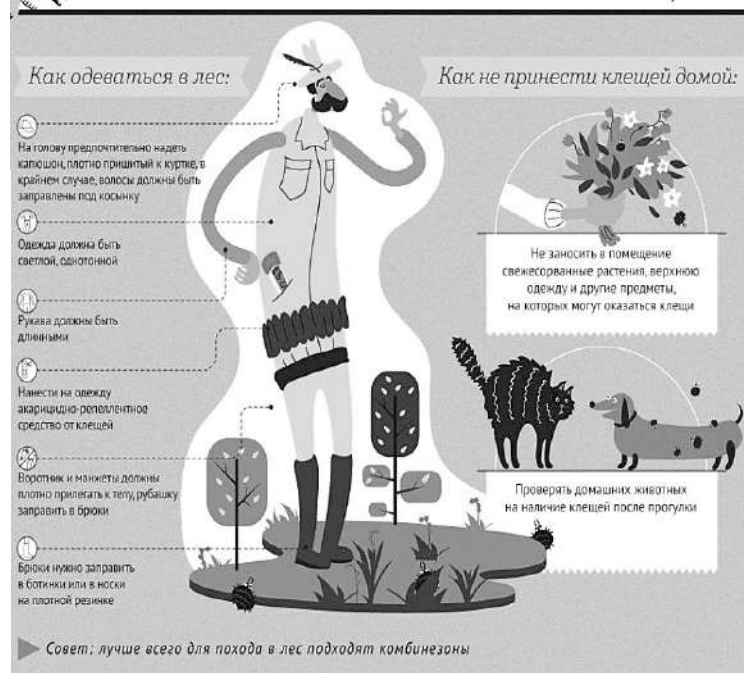 Как одеваться в лес:
На голову предпочтительно надеть
капюшон, плотно пришитый к куртке, в
крайнем случае, волосы должны быть
заправлены под косынку
Одежда должна быть
светлой, однотонной
Рукава должны быть
длинными
Нанести на одежду
акарицидно-репеллентное
средство от клещей
Воротник и манжеты должны
плотно прилегать к телу, рубашку
заправить в брюки
Брюки нужно заправить
в ботинки или в носки
на плотной резинке
Как не принести клещей домой:
Не заносить в помещение
свежесорванные растения, верхнюю
одежду и другие предметы,
на которых могут оказаться клещи
Проверять домашних животных
на наличие клещей после прогулки
Совет: лучше всего для похода в лес подходят комбинезоны